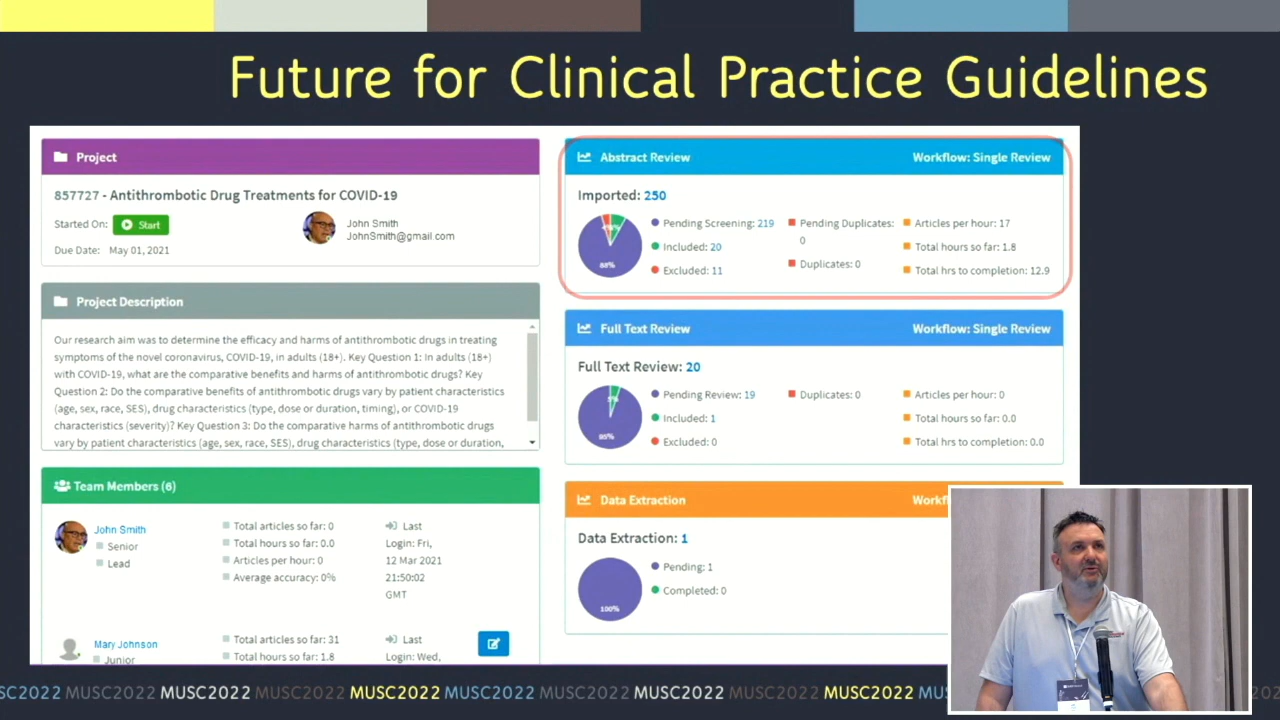 Future for Clinical Practice Guidelines
Project
857727 - Antithrombotic Drug Treatments for COVID-19
Started On: Start
John Smith
JohnSmith@gmail.com
Due Date: May 01, 2021
Project Description
Our research aim was to determine the efficacy and harms of antithrombotic drugs in treating
symptoms of the novel coronavirus, COVID-19, in adults (18+). Key Question 1: In adults (18+)
with COVID-19, what are the comparative benefits and harms of antithrombotic drugs? Key
Question 2: Do the comparative benefits of antithrombotic drugs vary by patient characteristics
(age, sex, race, SES), drug characteristics (type, dose or duration, timing), or COVID-19
characteristics (severity)? Key Question 3: Do the comparative harms of antithrombotic drugs
vary by patient characteristics (age, sex, race, SES), drug characteristics (type, dose or duration,
Team Members (6)
John Smith
Senior
Lead
Total articles so far: 0
Total hours so far: 0.0
Articles per hour: 0
Average accuracy: 0%
Last
Login: Fri,
12 Mar 2021
21:50:02
GMT
Mary Johnson
Junior
Total articles so far: 31
Total hours so far: 1.8
Last
Login: Wed,
Abstract Review Workflow: Single Review
Imported: 250
88%
Pending Screening: 219
Included: 20
Excluded: 11
Pending Duplicates:
0
Duplicates: 0
Articles per hour: 17
Total hours so far: 1.8
Total hrs to completion: 12.9
Full Text Review Workflow: Single Review
Full Text Review: 20
95%
Pending Review: 19
Included: 1
Excluded: 0
Duplicates: 0
Articles per hour: 0
Total hours so far: 0.0
Total hrs to completion: 0.0
Data Extraction Workf
Data Extraction: 1
100%
Pending: 1
Completed: 0
SC2022 MUSC2022 MUSC2022 MUSC2022 MUSC2022 MUSC2022 MUSC2022 MUSC2022 MUSC2022 MUS